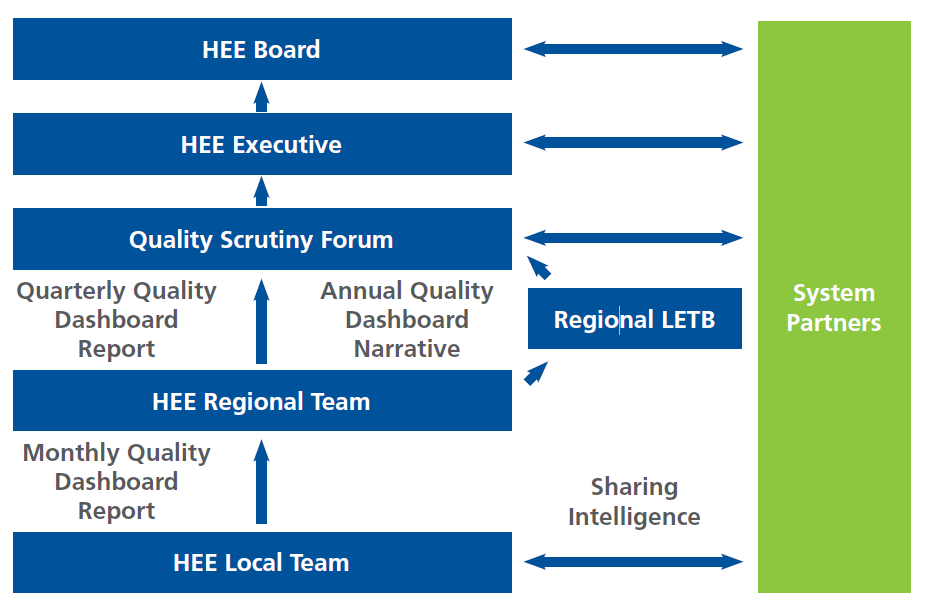 HEE Board
HEE Executive
Quality Scrutiny Forum
Quarterly Quality
Dashboard
Report
Annual Quality
Dashboard
Narrative
Regional LETB
System
Partners
HEE Regional Team
Monthly Quality
Dashboard
Report
Sharing
Intelligence
HEE Local Team